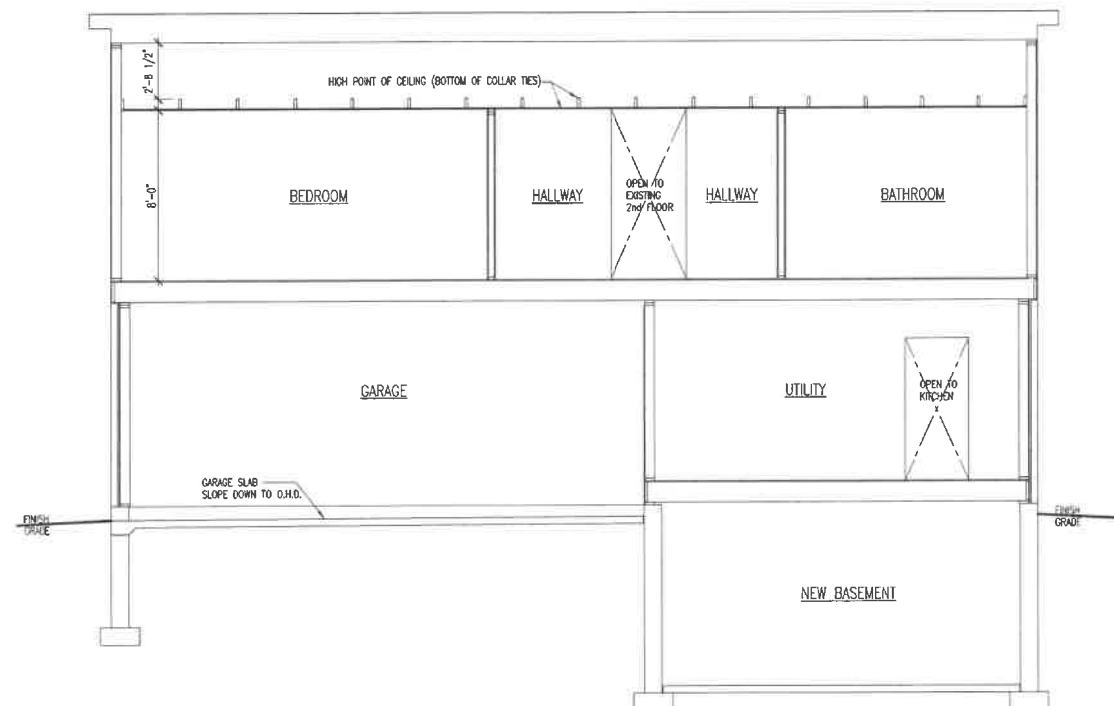 2'-8 1/2"
HIGH POINT OF CEILING (BOTTOM OF COLLAR TIES)
8'-0"
BEDROOM
HALLWAY
OPEN TO
EXISTING
2nd FLOOR
HALLWAY
BATHROOM
GARAGE
UTILITY
OPEN TO
KITCHEN
x
GARAGE SLAB
SLOPE DOWN TO O.H.D.
FINISH
GRADE
FINISH
GRADE
NEW BASEMENT